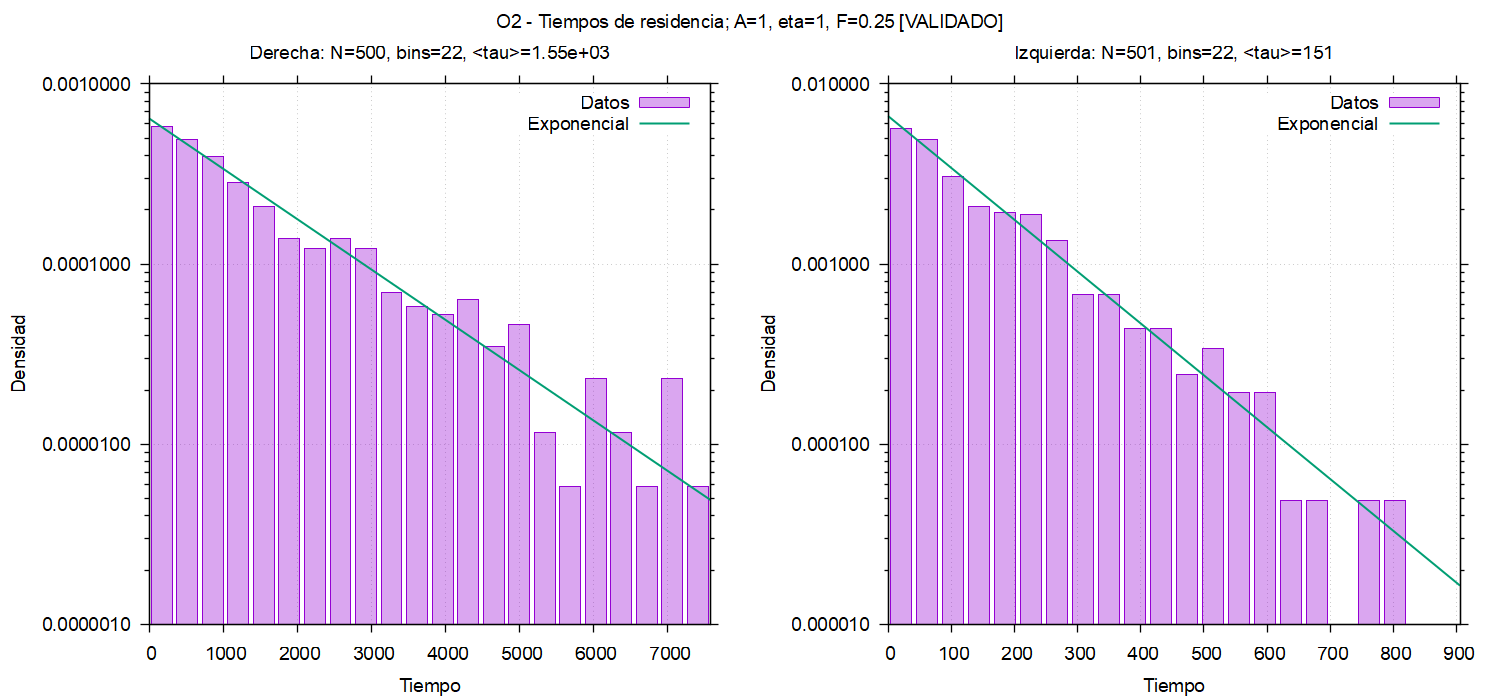 O2 - Tiempos de residencia; A=1, eta=1, F=0.25 [VALIDADO]
Derecha: N=500, bins=22, <tau>=1.55e+03
Datos
Exponencial
0.0010000
0.0001000
0.0000100
0.0000010
Densidad
0 1000 2000 3000 4000 5000 6000 7000
Tiempo
Izquierda: N=501, bins=22, <tau>=151
Datos
Exponencial
0.010000
0.001000
0.000100
0.000010
Densidad
0 100 200 300 400 500 600 700 800 900
Tiempo